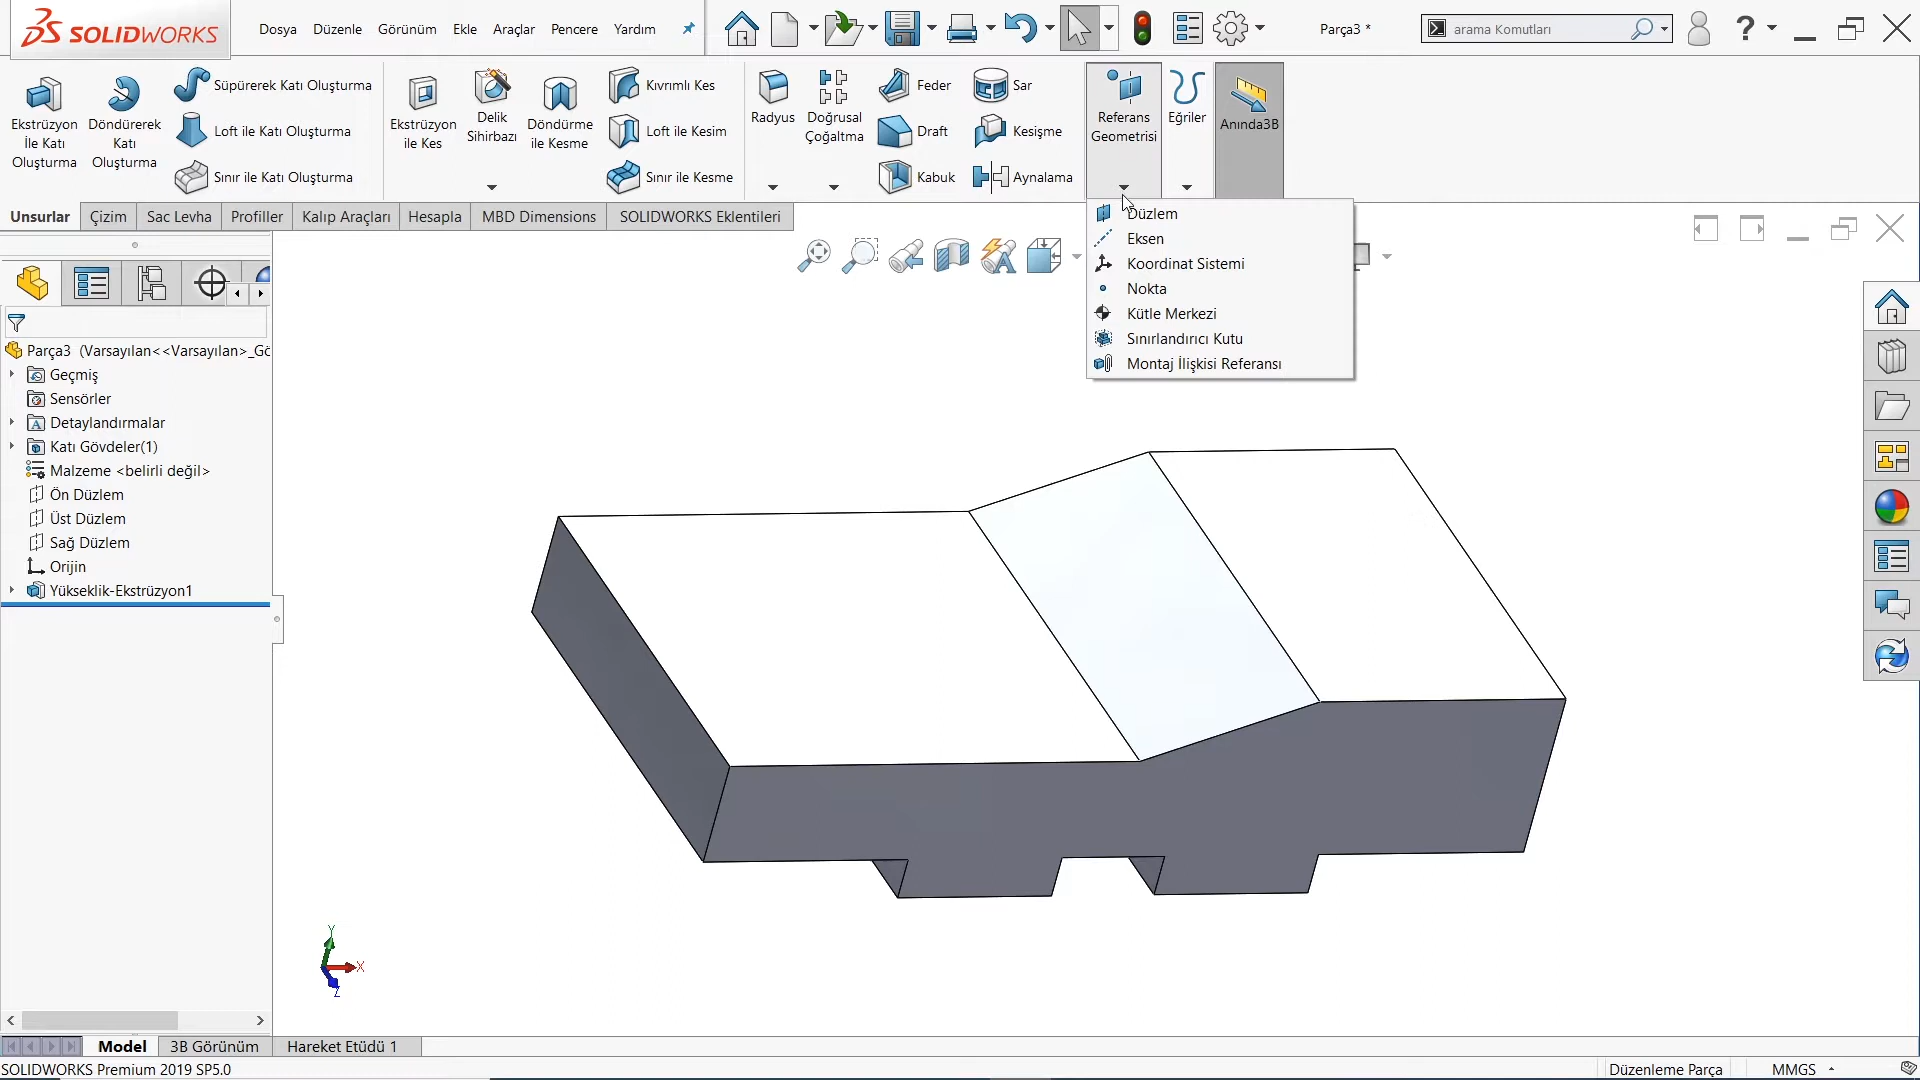 SOLIDWORKS
Dosya Düzenle Görünüm Ekle Araçlar Pencere Yardım
Parça3 *
arama Komutları
?
Ekstrüzyon
İle Katı
Oluşturma
Döndürerek
Katı
Oluşturma
Süpürerek Katı Oluşturma
Loft ile Katı Oluşturma
Sınır ile Katı Oluşturma
Ekstrüzyon
ile Kes
Delik
Sihirbazı
Döndürme
ile Kesme
Kıvrımlı Kes
Loft ile Kesim
Sınır ile Kesme
Radyus
Doğrusal
Çoğaltma
Feder
Draft
Kabuk
Sar
Kesişme
Aynalama
Referans
Geometrisi
Eğriler
Anında3B
Unsurlar Çizim Sac Levha Profiller Kalıp Araçları Hesapla MBD Dimensions SOLIDWORKS Eklentileri
Düzlem
Eksen
Koordinat Sistemi
Nokta
Kütle Merkezi
Sınırlandırıcı Kutu
Montaj İlişkisi Referansı
Parça3 (Varsayılan<<Varsayılan>_Gö
Geçmiş
Sensörler
Detaylandırmalar
Katı Gövdeler(1)
Malzeme <belirli değil>
Ön Düzlem
Üst Düzlem
Sağ Düzlem
Orijin
Yükseklik-Ekstrüzyon1
Y
X
Z
Model 3B Görünüm Hareket Etüdü 1
SOLIDWORKS Premium 2019 SP5.0
Düzenleme Parça MMGS